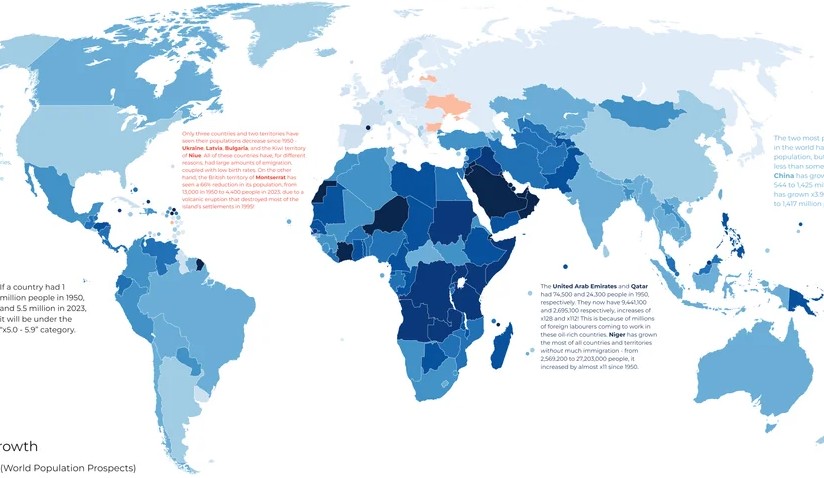 Only three countries and two territories have
seen their populations decrease since 1950 -
Ukraine, Latvia, Bulgaria, and the Kiwi territory
of Niue. All of these countries have, for different
reasons, had large amounts of emigration,
coupled with low birth rates. On the other
hand, the British territory of Montserrat has
seen a 66% reduction in its population, from
13,000 in 1950 to 4,400 people in 2023, due to a
volcanic eruption that destroyed most of the
island's settlements in 1995!
The two most p
in the world ha
population, but
less than some
China has grow
544 to 1,425 mi
has grown x3.9
to 1,417 million
If a country had 1
million people in 1950,
and 5.5 million in 2023,
it will be under the
"x5.0 - 5.9" category.
The United Arab Emirates and Qatar
had 74,500 and 24,300 people in 1950,
respectively. They now have 9,441,100
and 2,695,100 respectively, increases of
x128 and x112! This is because of millions
of foreign labourers coming to work in
these oil-rich countries. Niger has grown
the most of all countries and territories
without much immigration - from
2,569,200 to 27,203,000 people, it
increased by almost x11 since 1950.
rowth
(World Population Prospects)